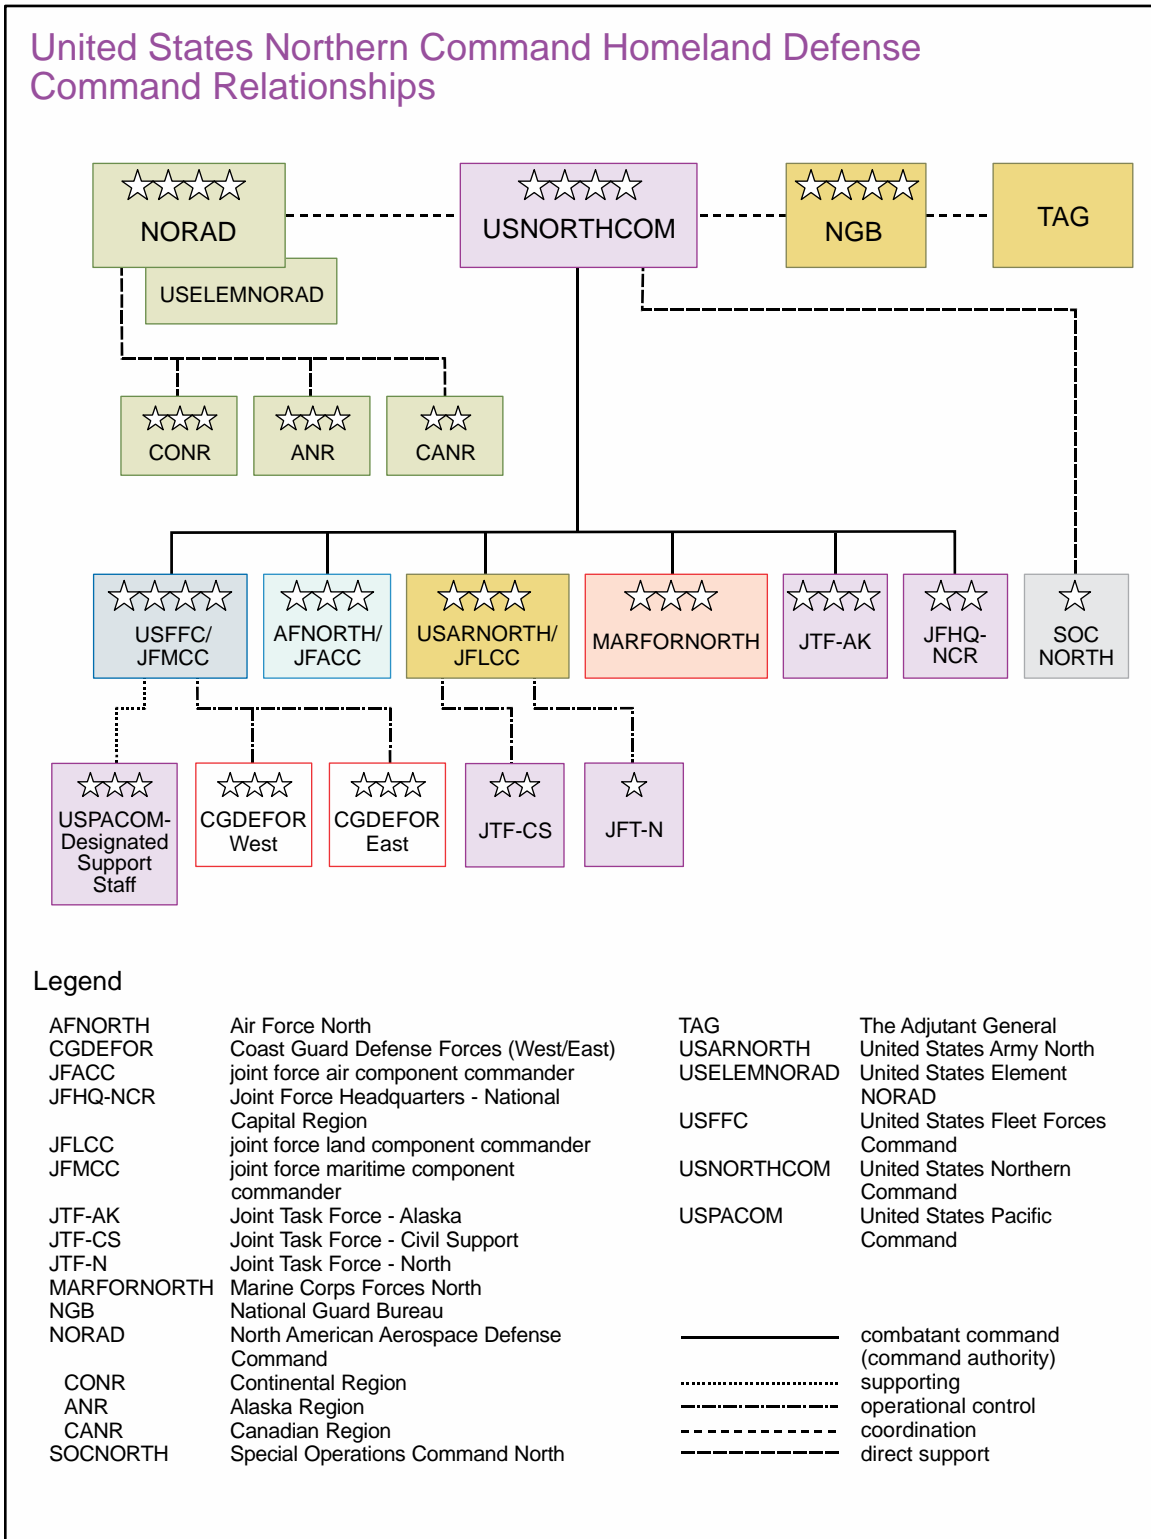 United States Northern Command Homeland Defense
Command Relationships
NORAD
USNORTHCOM
NGB
TAG
USELEMNORAD
CONR
ANR
CANR
USFFC/
JFMCC
AFNORTH/
JFACC
USARNORTH/
JFLCC
MARFORNORTH
JTF-AK
JFHQ-
NCR
SOC
NORTH
USPACOM-
Designated
Support
Staff
CGDEFOR
West
CGDEFOR
East
JTF-CS
JFT-N
Legend
AFNORTH Air Force North
CGDEFOR Coast Guard Defense Forces (West/East)
JFACC joint force air component commander
JFHQ-NCR Joint Force Headquarters - National
Capital Region
JFLCC joint force land component commander
JFMCC joint force maritime component
commander
JTF-AK Joint Task Force - Alaska
JTF-CS Joint Task Force - Civil Support
JTF-N Joint Task Force - North
MARFORNORTH Marine Corps Forces North
NGB National Guard Bureau
NORAD North American Aerospace Defense
Command
CONR Continental Region
ANR Alaska Region
CANR Canadian Region
SOCNORTH Special Operations Command North
TAG The Adjutant General
USARNORTH United States Army North
USELEMNORAD United States Element
NORAD
USFFC United States Fleet Forces
Command
USNORTHCOM United States Northern
Command
USPACOM United States Pacific
Command
combatant command
(command authority)
supporting
operational control
coordination
direct support